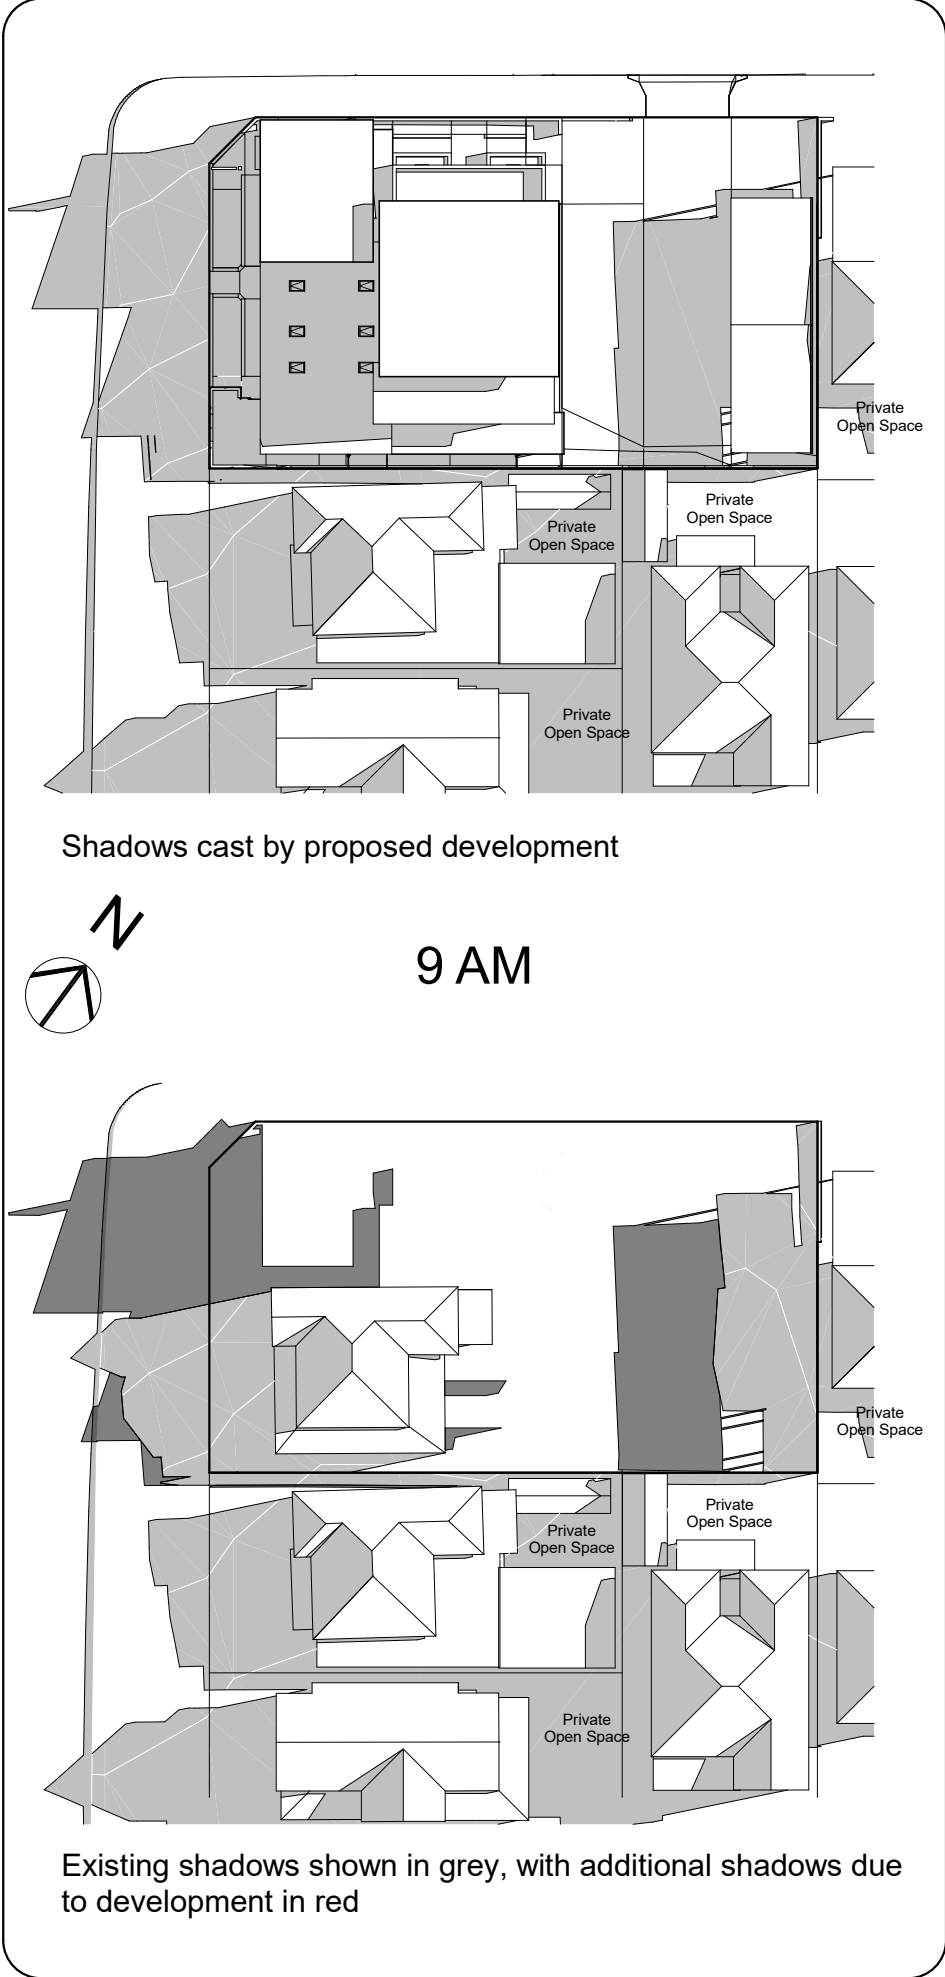 Private
Open Space
Private
Open Space
Private
Open Space
Private
Open Space
Shadows cast by proposed development
N
9 AM
Private
Open Space
Private
Open Space
Private
Open Space
Private
Open Space
Existing shadows shown in grey, with additional shadows due
to development in red